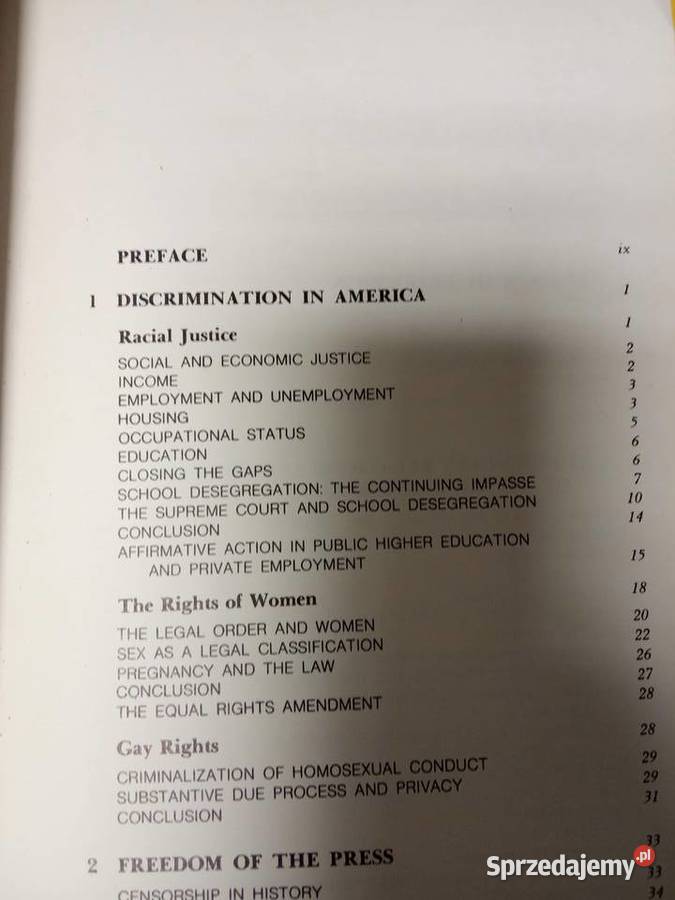 PREFACE ix
1 DISCRIMINATION IN AMERICA 1
Racial Justice 1
SOCIAL AND ECONOMIC JUSTICE 2
INCOME 2
EMPLOYMENT AND UNEMPLOYMENT 3
HOUSING 3
OCCUPATIONAL STATUS 5
EDUCATION 6
CLOSING THE GAPS 6
SCHOOL DESEGREGATION: THE CONTINUING IMPASSE 7
THE SUPREME COURT AND SCHOOL DESEGREGATION 10
CONCLUSION 14
AFFIRMATIVE ACTION IN PUBLIC HIGHER EDUCATION
AND PRIVATE EMPLOYMENT 15
The Rights of Women 18
THE LEGAL ORDER AND WOMEN 20
SEX AS A LEGAL CLASSIFICATION 22
PREGNANCY AND THE LAW 26
CONCLUSION 27
THE EQUAL RIGHTS AMENDMENT 28
Gay Rights 28
CRIMINALIZATION OF HOMOSEXUAL CONDUCT 29
SUBSTANTIVE DUE PROCESS AND PRIVACY 29
CONCLUSION 31
2 FREEDOM OF THE PRESS 33
CENSORSHIP IN HISTORY 33
34
Sprzedajemy.pl